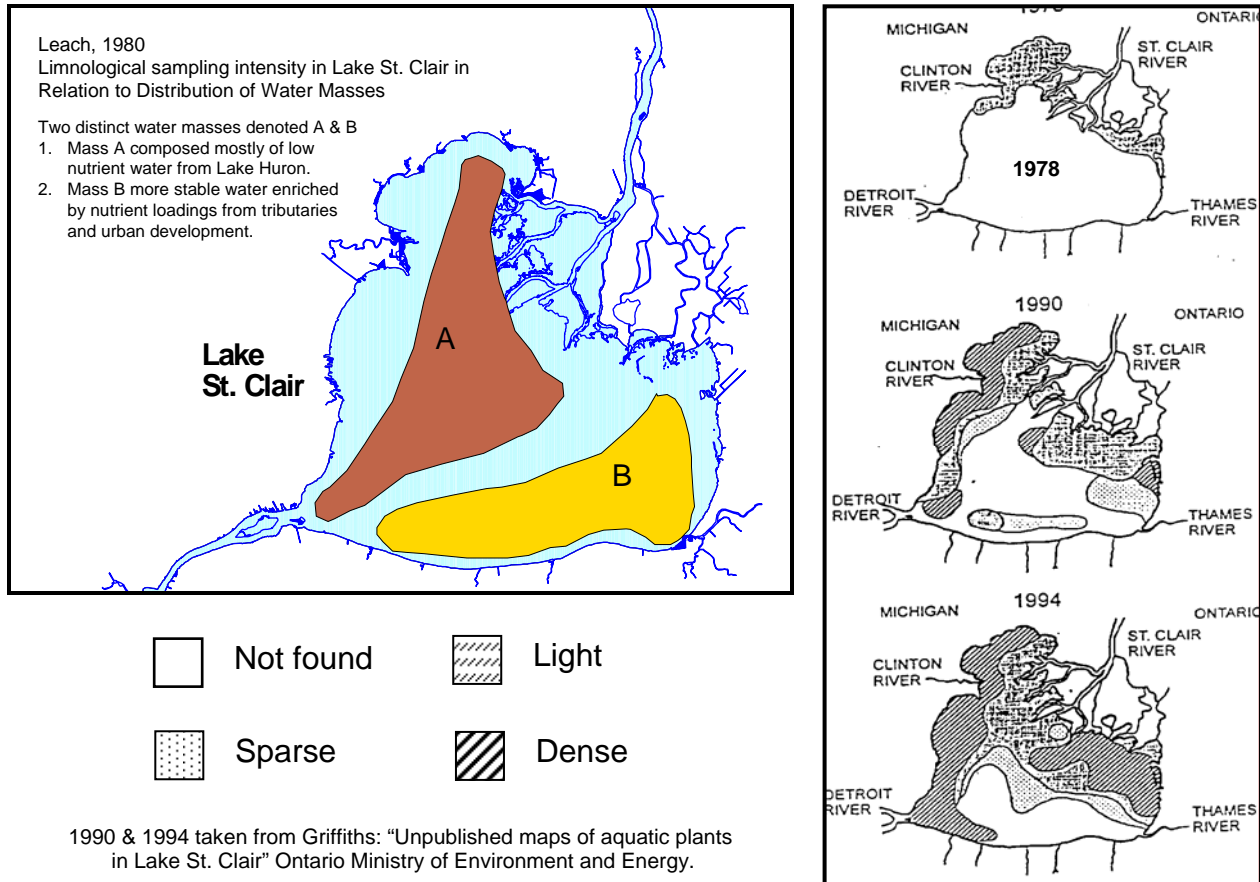 Leach, 1980
Limnological sampling intensity in Lake St. Clair in
Relation to Distribution of Water Masses
Two distinct water masses denoted A & B
1. Mass A composed mostly of low
nutrient water from Lake Huron.
2. Mass B more stable water enriched
by nutrient loadings from tributaries
and urban development.
A
Lake
St. Clair
B
Not found
Light
Sparse
Dense
1990 & 1994 taken from Griffiths: “Unpublished maps of aquatic plants
in Lake St. Clair” Ontario Ministry of Environment and Energy.
ONTARIO
MICHIGAN
ST. CLAIR
RIVER
CLINTON
RIVER
1978
DETROIT
RIVER
THAMES
RIVER
1990
MICHIGAN
ONTARIO
ST. CLAIR
RIVER
CLINTON
RIVER
DETROIT
RIVER
THAMES
RIVER
1994
MICHIGAN
ONTARIO
ST. CLAIR
RIVER
CLINTON
RIVER
DETROIT
RIVER
THAMES
RIVER